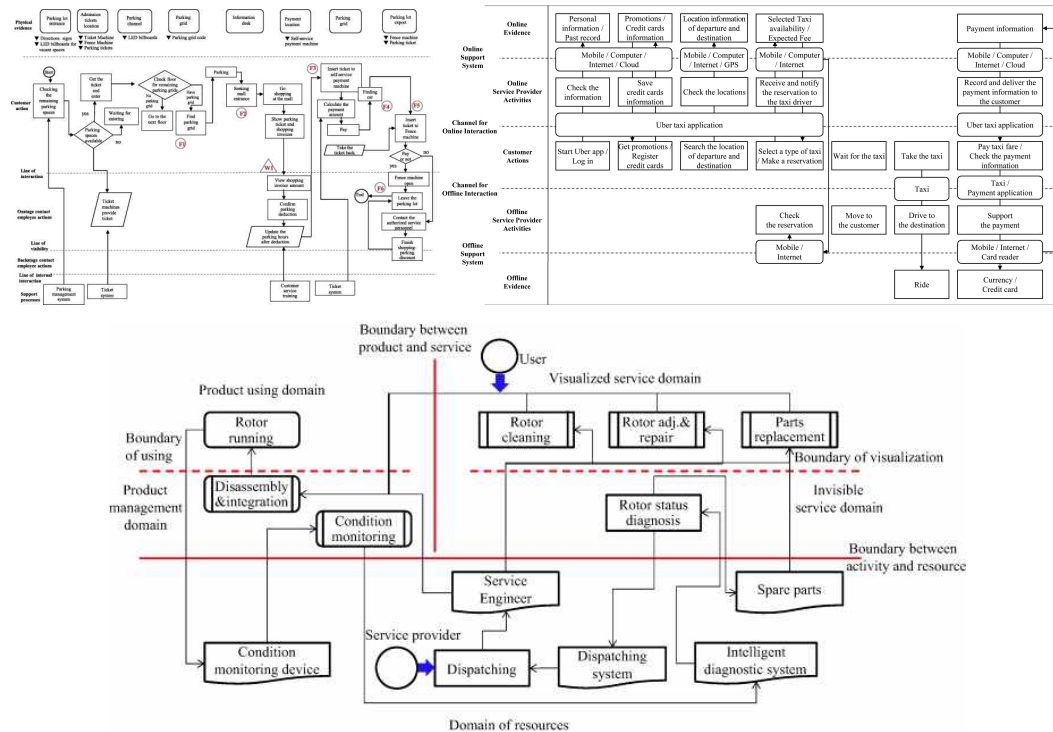 Physical
evidence
Parking lot
entrance
Admission
tickets
location
Parking
channel
Parking
grid
Information
desk
Payment
location
Parking
grid
Parking lot
export
▼ Directions signs
▼ LED billboards for
vacant spaces
▼ Ticket Machine
▼ Fence Machine
▼ Parking tickets
▼ LED billboards
▼ Parking grid code
▼ Self-service
payment machine
▼ Fence machine
▼ Parking ticket
Customer
action
Start
Checking
the
remaining
parking
spaces
Get the
ticket
and
enter
yes
Parking
spaces
available
Waiting for
entering
no
Check floor
for remaining
parking grids
No
parking
grid
Have
parking
grid
Go to the
next floor
Find
parking grid
F1
Parking
Seeking
mall
entrance
F2
Go
shopping
at the mall
Show
parking
ticket and
shopping
invoices
F3
Insert ticket to
self-service
payment
machine
Calculate the
payment
amount
Pay
Take the
ticket back
Finding
car
F4
F5
Insert
ticket to
Fence
machine
Pay
or not
yes
no
Line of
interaction
W1
Onstage contact
employee actions
Ticket
machines
provide
ticket
View shopping
invoice amount
Confirm
parking
deduction
Update the
parking hours
after deduction
Fence machine
open
End
F6
Leave the
parking lot
Contact the
authorized service
personnel
Finish
shopping-
parking
discount
Line of
visibility
Backstage contact
employee actions
Line of internal
interaction
Support
processes
Parking
management
system
Ticket
system
Customer
service
training
Ticket
system
Online
Evidence
Personal
information /
Past record
Promotions /
Credit cards
information
Location information
of departure and
destination
Selected Taxi
availability /
Expected Fee
Payment information
Online
Support
System
Mobile / Computer /
Internet / Cloud
Mobile / Computer
/ Internet / GPS
Mobile / Computer
/ Internet
Mobile / Computer /
Internet / Cloud
Online
Service Provider
Activities
Check the
information
Save
credit cards
information
Check the locations
Receive and notify
the reservation to
the taxi driver
Record and deliver the
payment information to
the customer
Channel for
Online Interaction
Uber taxi application
Uber taxi application
Customer
Actions
Start Uber app /
Log in
Get promotions /
Register
credit cards
Search the location
of departure and
destination
Select a type of taxi
/ Make a reservation
Wait for the taxi
Take the taxi
Pay taxi fare /
Check the payment
information
Channel for
Offline Interaction
Taxi
Taxi /
Payment application
Offline
Service Provider
Activities
Check
the reservation
Move to
the customer
Drive to
the destination
Support
the payment
Offline
Support
System
Mobile /
Internet
Mobile / Internet /
Card reader
Offline
Evidence
Ride
Currency /
Credit card
Boundary between
product and service
User
Product using domain
Visualized service domain
Rotor
running
Rotor
cleaning
Rotor adj.&
repair
Parts
replacement
Boundary
of using
Boundary of visualization
Product
management
domain
Disassembly
&integration
Condition
monitoring
Rotor status
diagnosis
Invisible
service domain
Boundary between
activity and resource
Service
Engineer
Spare parts
Service provider
Condition
monitoring device
Dispatching
Dispatching
system
Intelligent
diagnostic system
Domain of resources